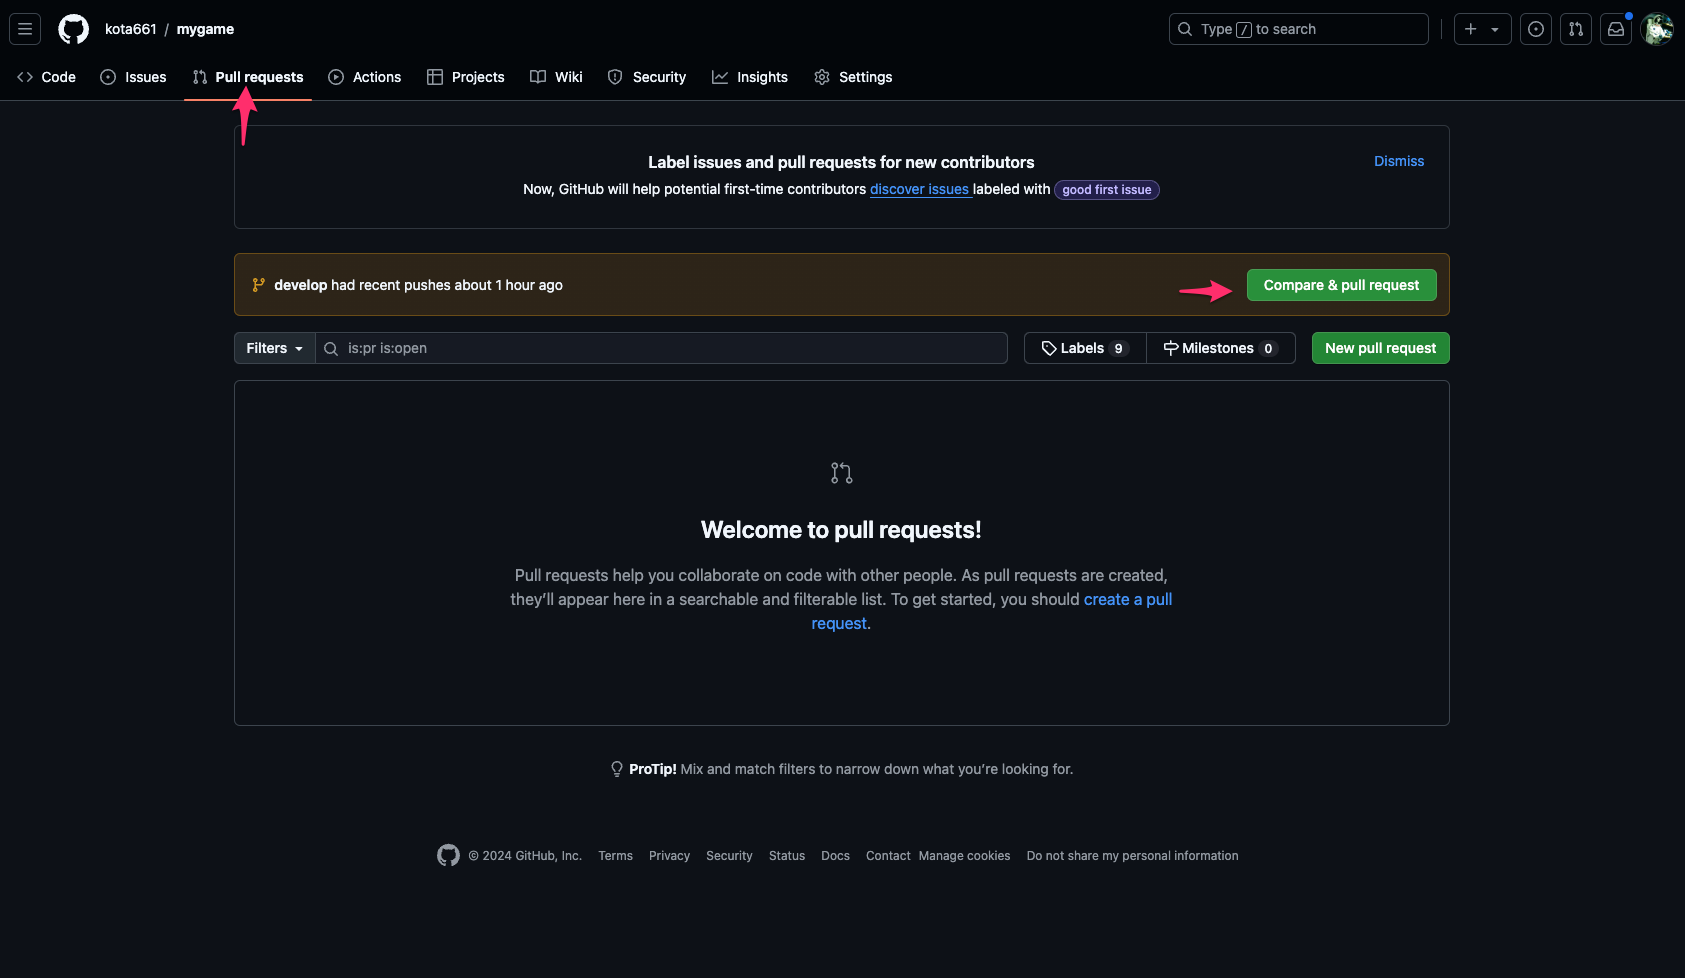 kota661 / mygame
Type / to search
Code Issues Pull requests Actions Projects Wiki Security Insights Settings
Label issues and pull requests for new contributors
Dismiss
Now, GitHub will help potential first-time contributors discover issues labeled with good first issue
develop had recent pushes about 1 hour ago
Compare & pull request
Filters is:pr is:open Labels 9 Milestones 0 New pull request
Welcome to pull requests!
Pull requests help you collaborate on code with other people. As pull requests are created,
they’ll appear here in a searchable and filterable list. To get started, you should create a pull
request.
ProTip! Mix and match filters to narrow down what you’re looking for.
© 2024 GitHub, Inc. Terms Privacy Security Status Docs Contact Manage cookies Do not share my personal information